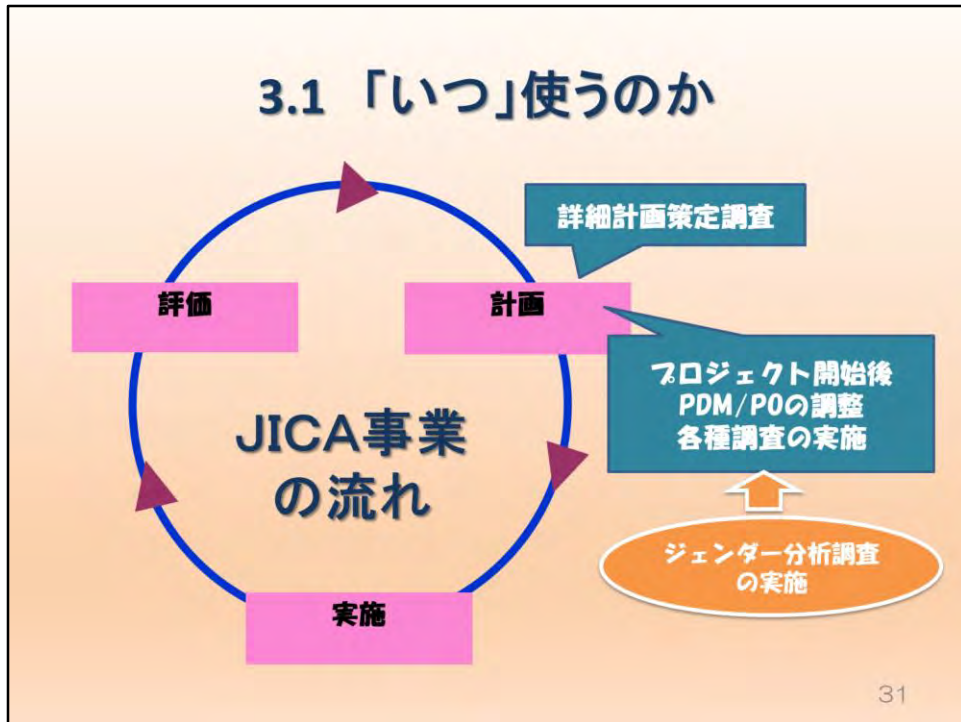 3.1 「いつ」使うのか
詳細計画策定調査
評価
計画
プロジェクト開始後
PDM/POの調整
各種調査の実施
JICA事業
の流れ
ジェンダー分析調査
の実施
実施
31